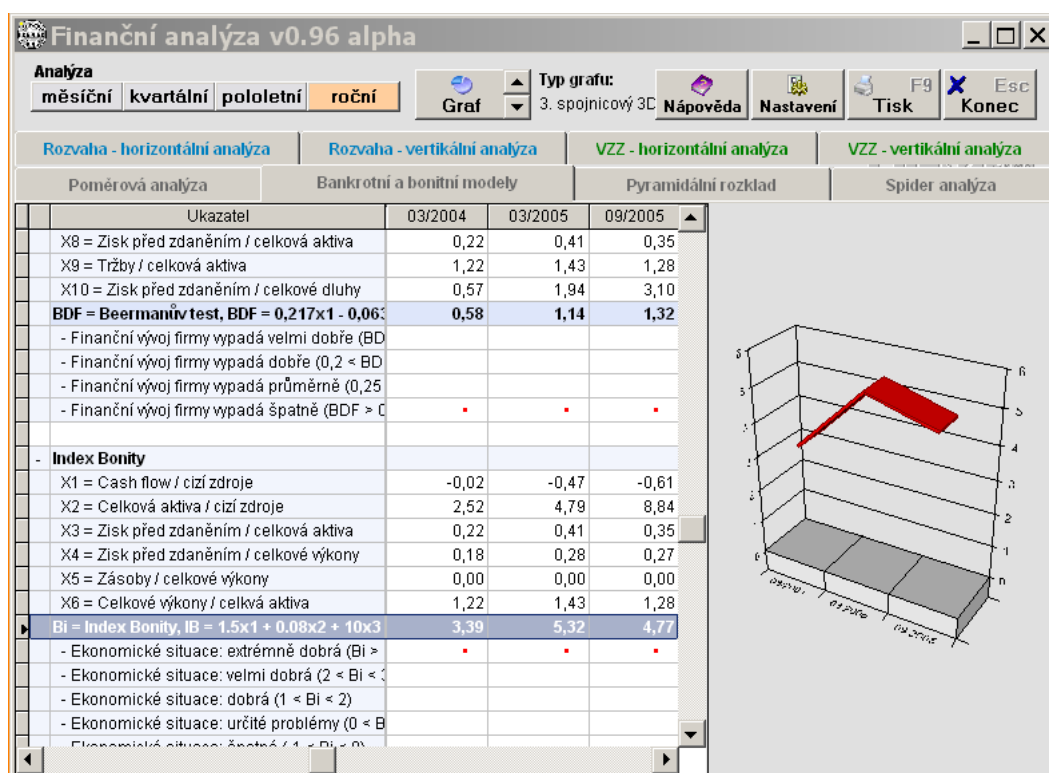 Finanční analýza v0.96 alpha
Analýza
měsíční kvartální pololetní roční
Graf
Typ grafu:
3. spojnicový 3D
Nápověda
Nastavení
F9
Tisk
Esc
Konec
Rozvaha - horizontální analýza Rozvaha - vertikální analýza VZZ - horizontální analýza VZZ - vertikální analýza
Poměrová analýza Bankrotní a bonitní modely Pyramidální rozklad Spider analýza
Ukazatel 03/2004 03/2005 09/2005
X8 = Zisk před zdaněním / celková aktiva 0,22 0,41 0,35
X9 = Tržby / celková aktiva 1,22 1,43 1,28
X10 = Zisk před zdaněním / celkové dluhy 0,57 1,94 3,10
BDF = Beermanův test, BDF = 0,217x1 - 0,063 0,58 1,14 1,32
- Finanční vývoj firmy vypadá velmi dobře (BD
- Finanční vývoj firmy vypadá dobře (0,2 < BD
- Finanční vývoj firmy vypadá průměrně (0,25
- Finanční vývoj firmy vypadá špatně (BDF > 0
- Index Bonity
X1 = Cash flow / cizí zdroje -0,02 -0,47 -0,61
X2 = Celková aktiva / cizí zdroje 2,52 4,79 8,84
X3 = Zisk před zdaněním / celková aktiva 0,22 0,41 0,35
X4 = Zisk před zdaněním / celkové výkony 0,18 0,28 0,27
X5 = Zásoby / celkové výkony 0,00 0,00 0,00
X6 = Celkové výkony / celkvá aktiva 1,22 1,43 1,28
Bi = Index Bonity, IB = 1.5x1 + 0.08x2 + 10x3 3,39 5,32 4,77
- Ekonomické situace: extrémně dobrá (Bi >
- Ekonomické situace: velmi dobrá (2 < Bi < 3
- Ekonomické situace: dobrá (1 < Bi < 2)
- Ekonomické situace: určité problémy (0 < B
6
5
4
3
2
1
0